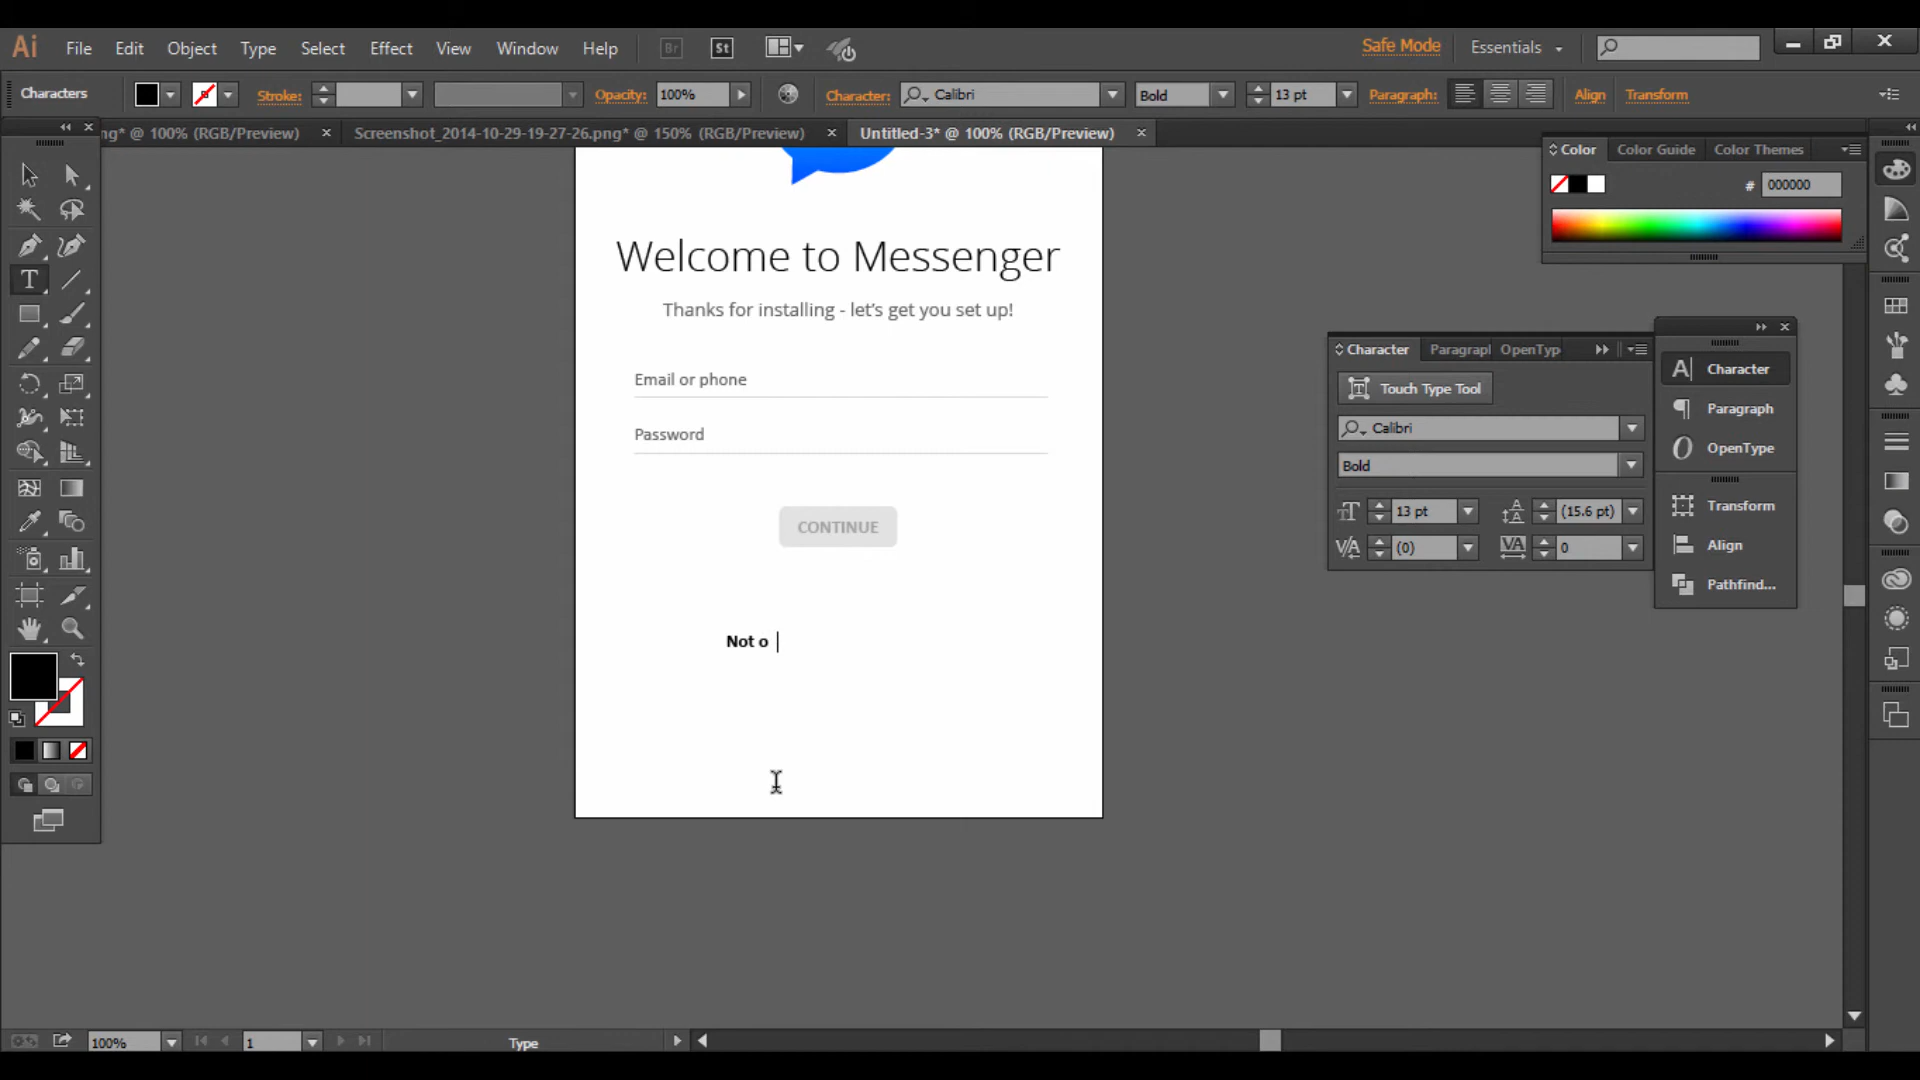 Ai File Edit Object Type Select Effect View Window Help Br St Safe Mode Essentials
Characters Stroke: Opacity: 100% Character: Calibri Bold 13 pt Paragraph: Align Transform
ng* @ 100% (RGB/Preview) Screenshot_2014-10-29-19-27-26.png* @ 150% (RGB/Preview) Untitled-3* @ 100% (RGB/Preview)
Color Color Guide Color Themes
# 000000
Welcome to Messenger
Thanks for installing - let's get you set up!
Email or phone
Password
CONTINUE
Not o
Character Paragrapl OpenTyp
Touch Type Tool
Calibri
Bold
13 pt (15.6 pt)
(0) 0
Character
Paragraph
OpenType
Transform
Align
Pathfind...
100% 1 Type